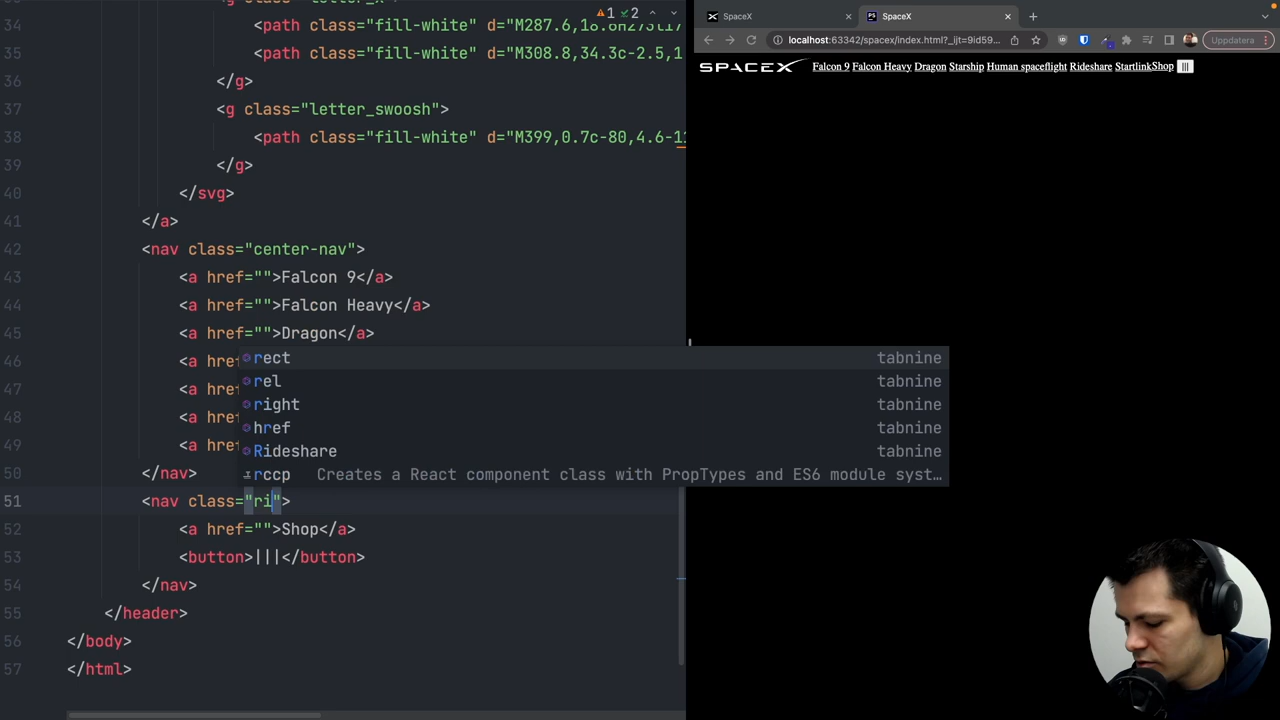 SpaceX
SpaceX
localhost:63342/spacex/index.html?_ijt=9id59...
Uppdatera
1 2
34 <path class="fill-white" d="M287.6,18.6H273L17
35 <path class="fill-white" d="M308.8,34.3c-2.5,1
36 </g>
37 <g class="letter_swoosh">
38 <path class="fill-white" d="M399,0.7c-80,4.6-11
39 </g>
40 </svg>
41 </a>
42 <nav class="center-nav">
43 <a href="">Falcon 9</a>
44 <a href="">Falcon Heavy</a>
45 <a href="">Dragon</a>
46 <a href
47 <a href
48 <a href
49 <a href
50 </nav>
51 <nav class="ri">
52 <a href="">Shop</a>
53 <button>|||</button>
54 </nav>
55 </header>
56 </body>
57 </html>
rect tabnine
rel tabnine
right tabnine
href tabnine
Rideshare tabnine
rccp Creates a React component class with PropTypes and ES6 module syst…
SPACEX Falcon 9 Falcon Heavy Dragon Starship Human spaceflight Rideshare StartlinkShop |||